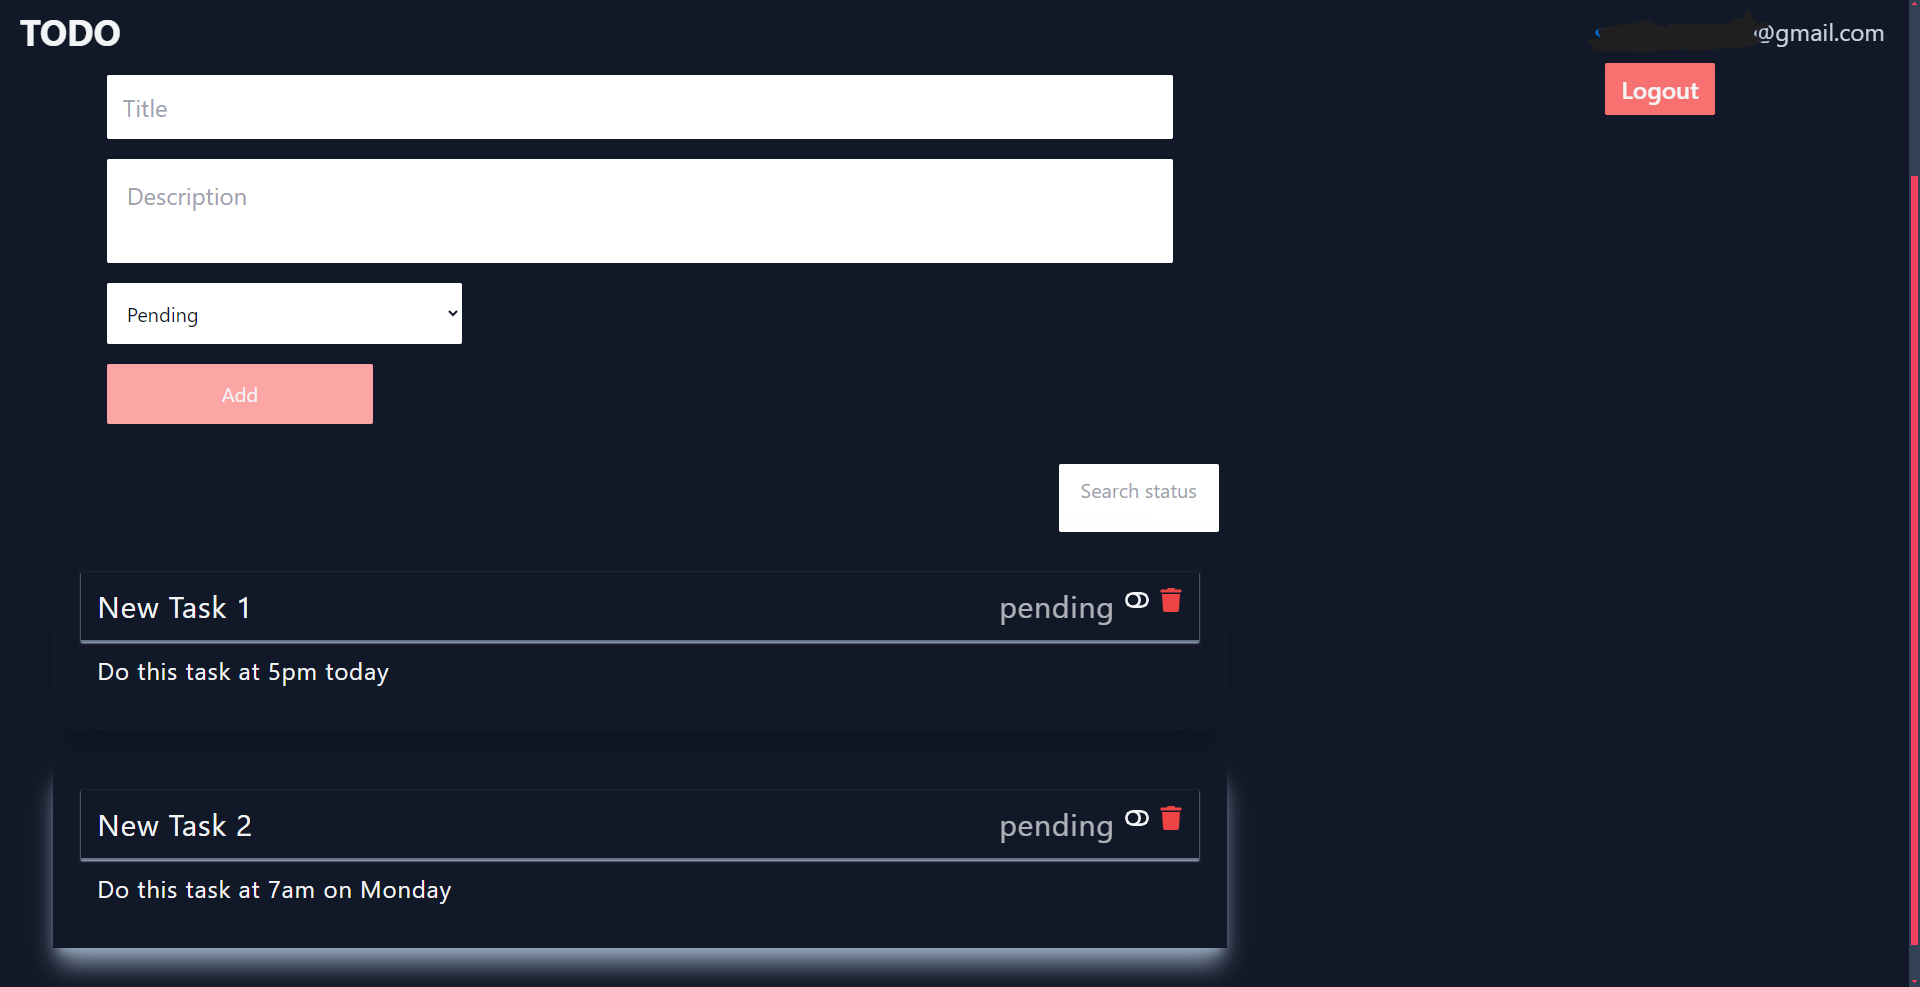 TODO
@gmail.com
Logout
Title
Description
Pending
Add
Search status
New Task 1
pending
Do this task at 5pm today
New Task 2
pending
Do this task at 7am on Monday